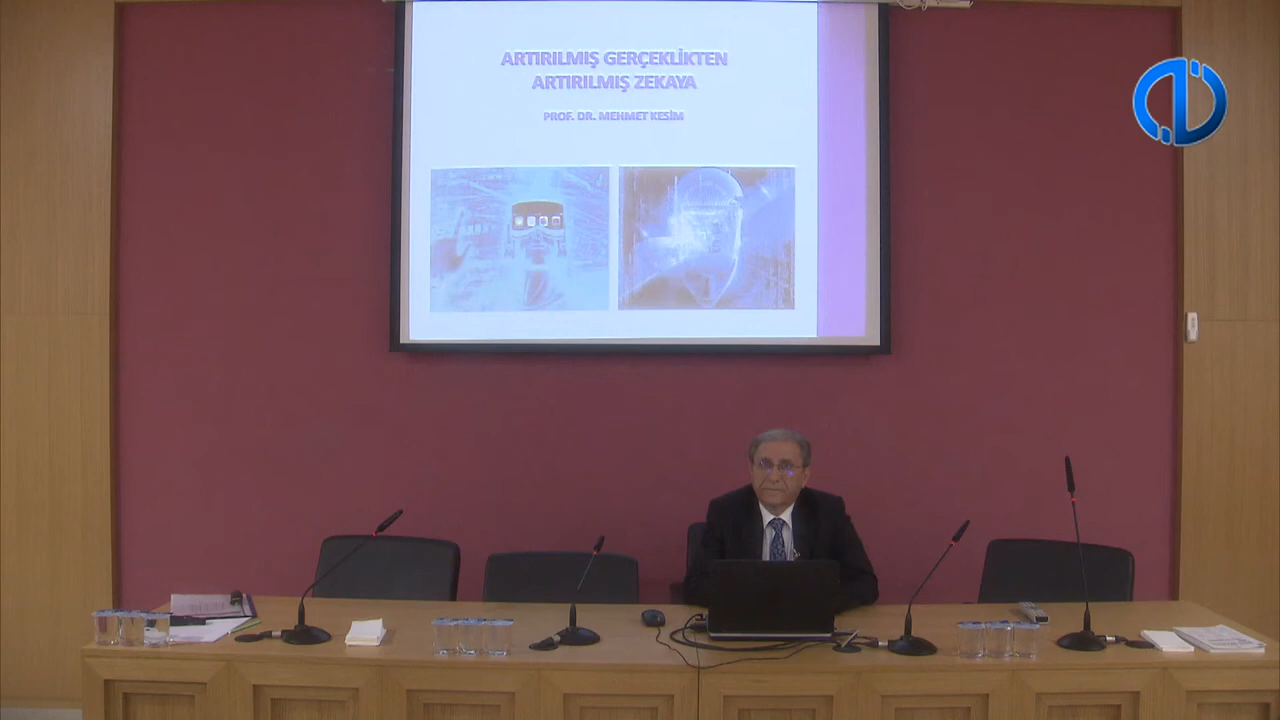 ARTIRILMIŞ GERÇEKLİKTEN
ARTIRILMIŞ ZEKAYA
PROF. DR. MEHMET KESİM